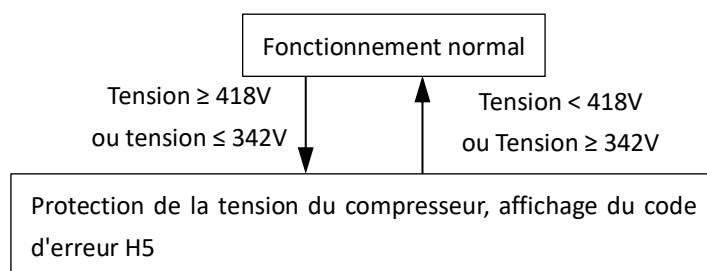 Fonctionnement normal
Tension ≥ 418V
ou tension ≤ 342V
Tension < 418V
ou Tension ≥ 342V
Protection de la tension du compresseur, affichage du code
d'erreur H5